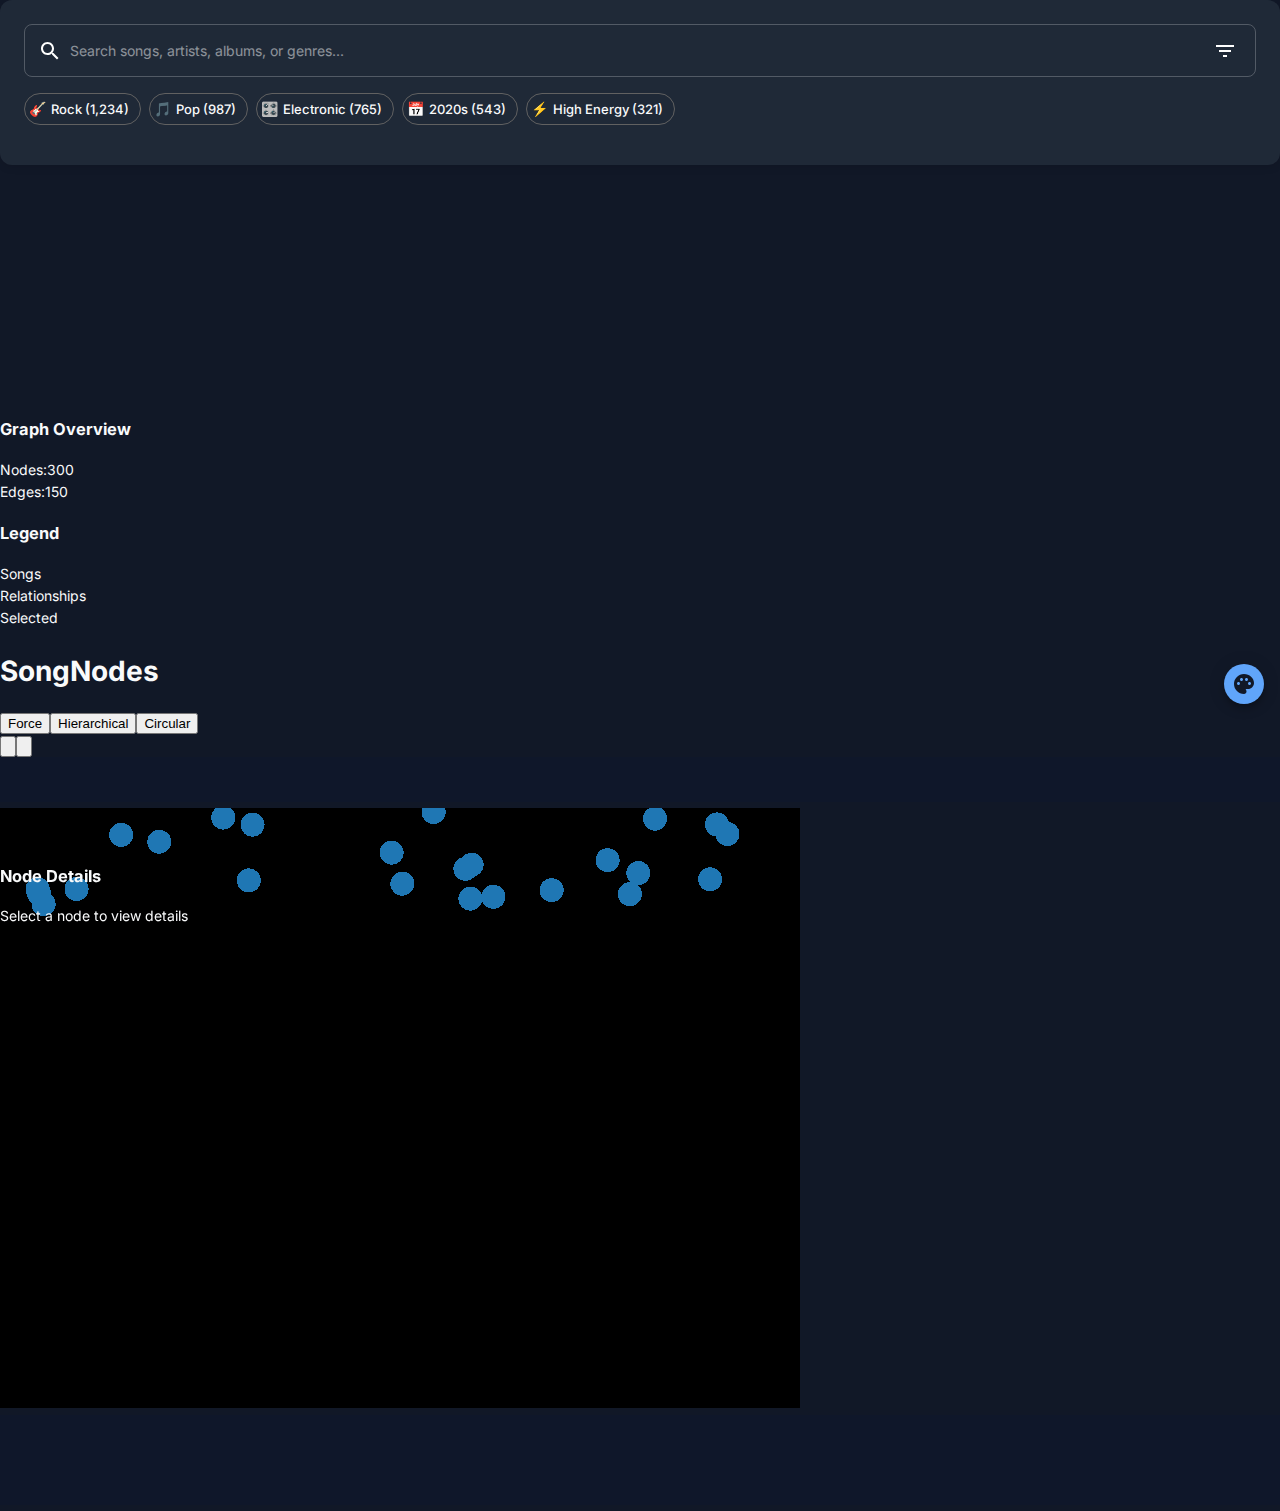 Search songs, artists, albums, or genres...
🎸 Rock (1,234) 🎵 Pop (987) 🎛️ Electronic (765) 📅 2020s (543) ⚡ High Energy (321)
Graph Overview
Nodes:300
Edges:150
Legend
Songs
Relationships
Selected
SongNodes
Force Hierarchical Circular
Node Details
Select a node to view details